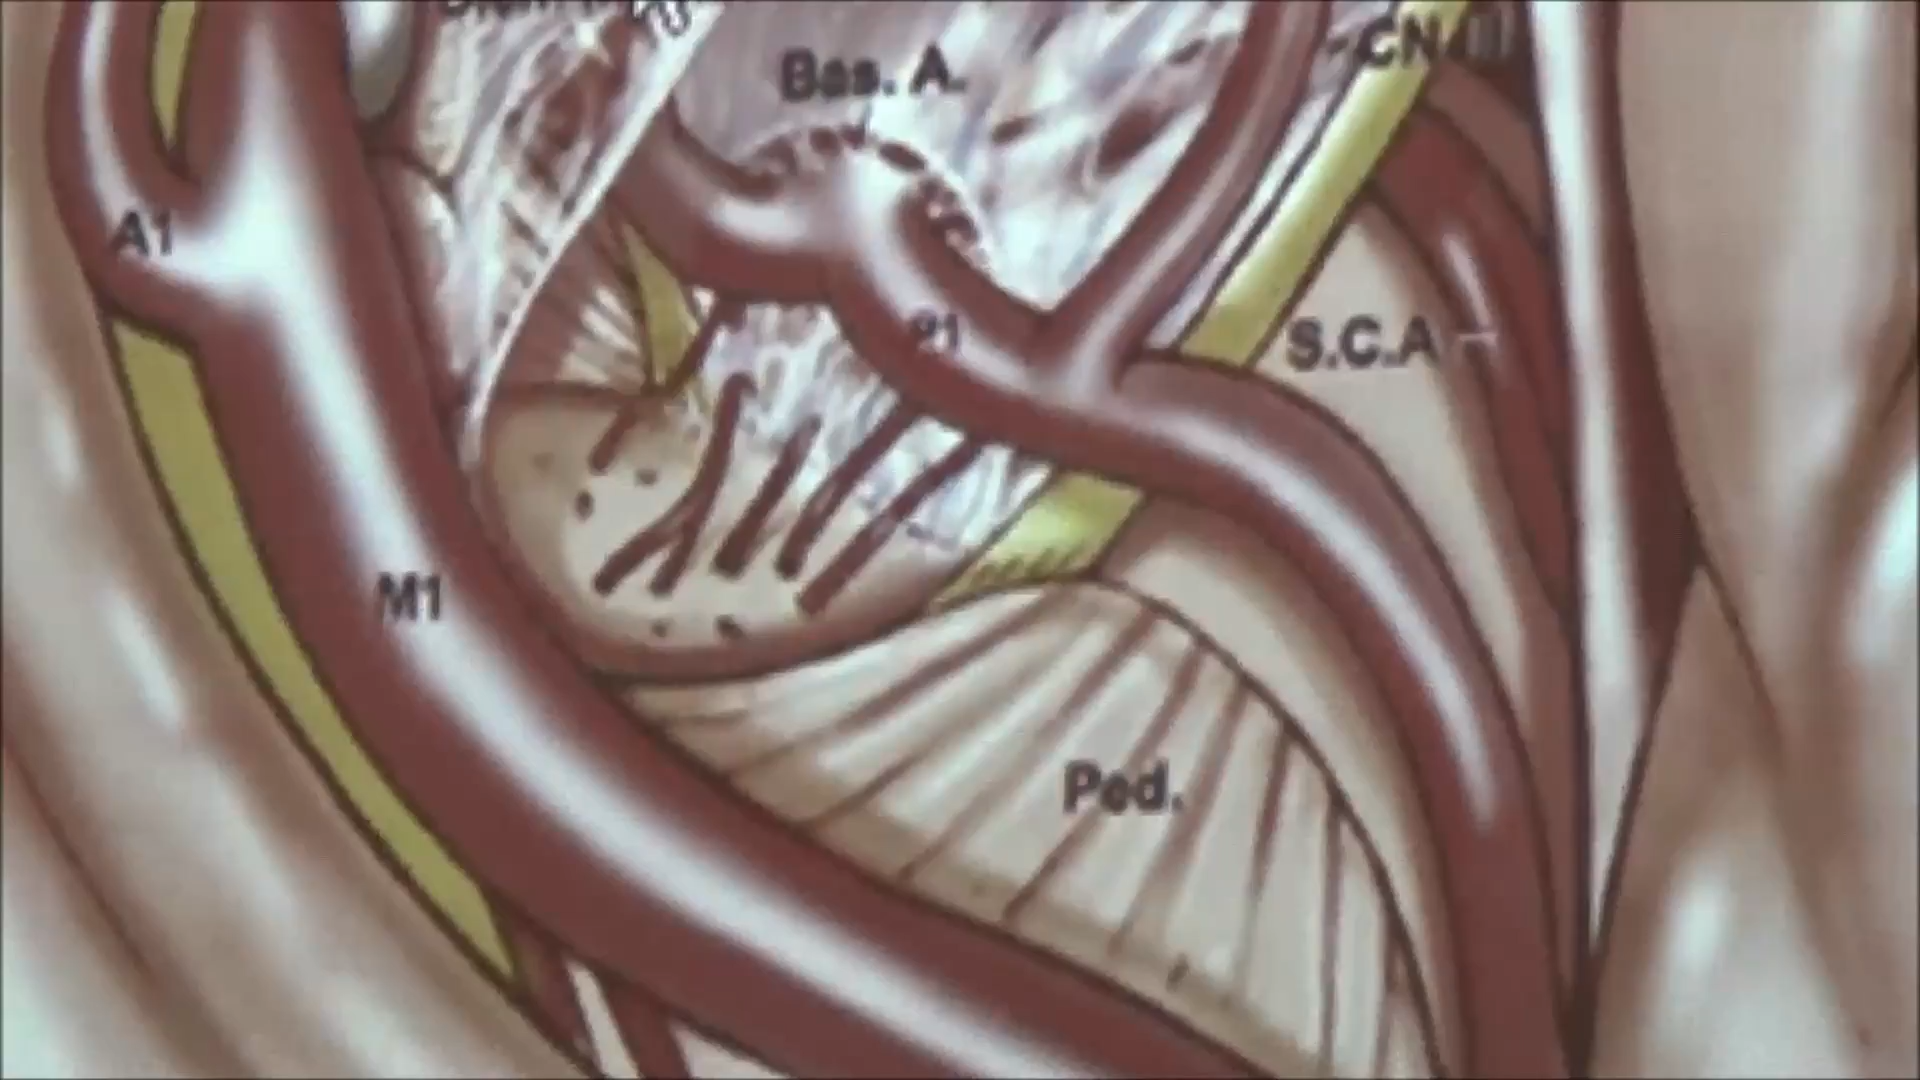 Bas. A.
CN III
A1
P1
S.C.A
M1
Ped.